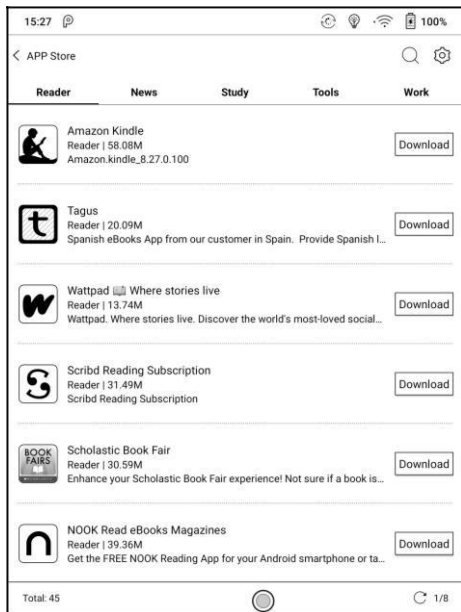 15:27 100%
APP Store
Reader News Study Tools Work
Amazon Kindle
Reader | 58.08M
Amazon.kindle_8.27.0.100
Download
Tagus
Reader | 20.09M
Spanish eBooks App from our customer in Spain. Provide Spanish l...
Download
Wattpad 📖 Where stories live
Reader | 13.74M
Wattpad. Where stories live. Discover the world's most-loved social...
Download
Scribd Reading Subscription
Reader | 31.49M
Scribd Reading Subscription
Download
BOOK
FAIRS
Scholastic Book Fair
Reader | 30.59M
Enhance your Scholastic Book Fair experience! Not sure if a book is...
Download
NOOK Read eBooks Magazines
Reader | 39.36M
Get the FREE NOOK Reading App for your Android smartphone or ta...
Download
Total: 45 1/8